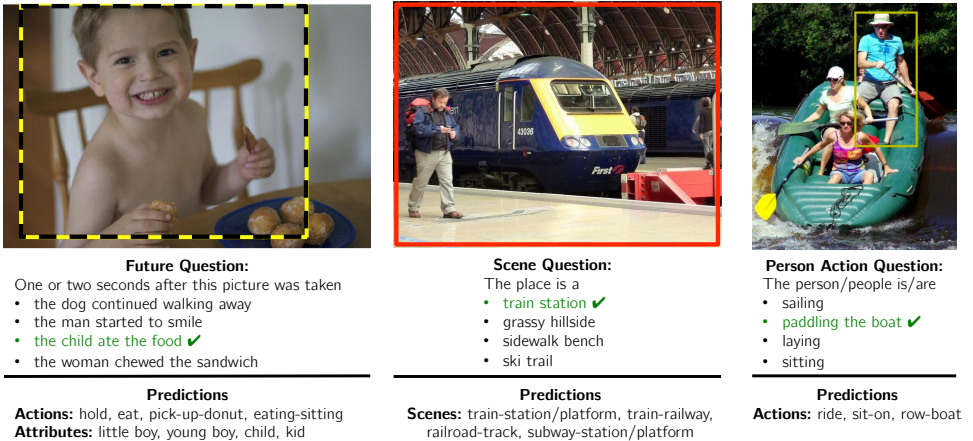 43036
First
Future Question:
One or two seconds after this picture was taken
• the dog continued walking away
• the man started to smile
• the child ate the food ✔
• the woman chewed the sandwich
Predictions
Actions: hold, eat, pick-up-donut, eating-sitting
Attributes: little boy, young boy, child, kid
Scene Question:
The place is a
• train station ✔
• grassy hillside
• sidewalk bench
• ski trail
Predictions
Scenes: train-station/platform, train-railway,
railroad-track, subway-station/platform
Person Action Question:
The person/people is/are
• sailing
• paddling the boat ✔
• laying
• sitting
Predictions
Actions: ride, sit-on, row-boat